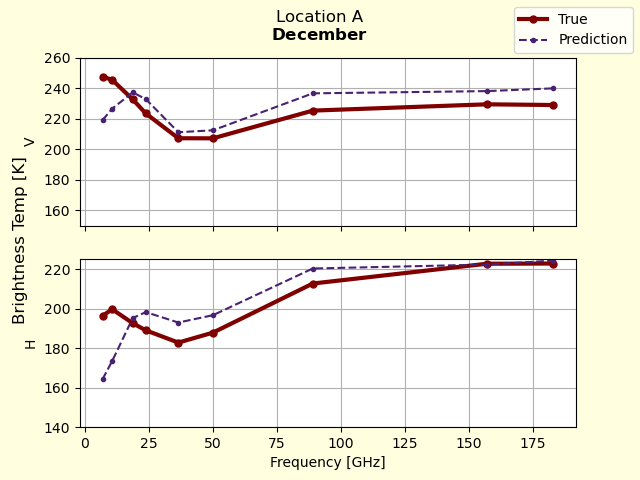 Location A
December
True
Prediction
260
240
220
200
180
160
V
Brightness Temp [K]
220
200
180
160
140
H
0 25 50 75 100 125 150 175
Frequency [GHz]